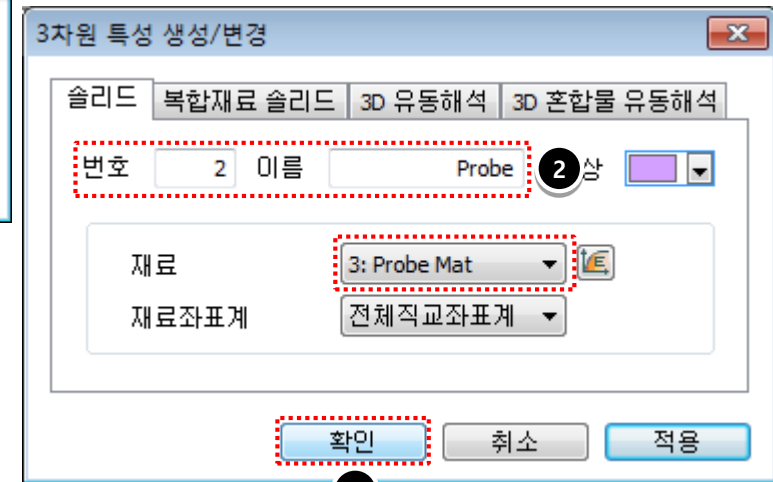 3차원 특성 생성/변경
솔리드 복합재료 솔리드 3D 유동해석 3D 혼합물 유동해석
번호 2 이름 Probe 2 상
재료 3: Probe Mat
재료좌표계 전체직교좌표계
확인 취소 적용